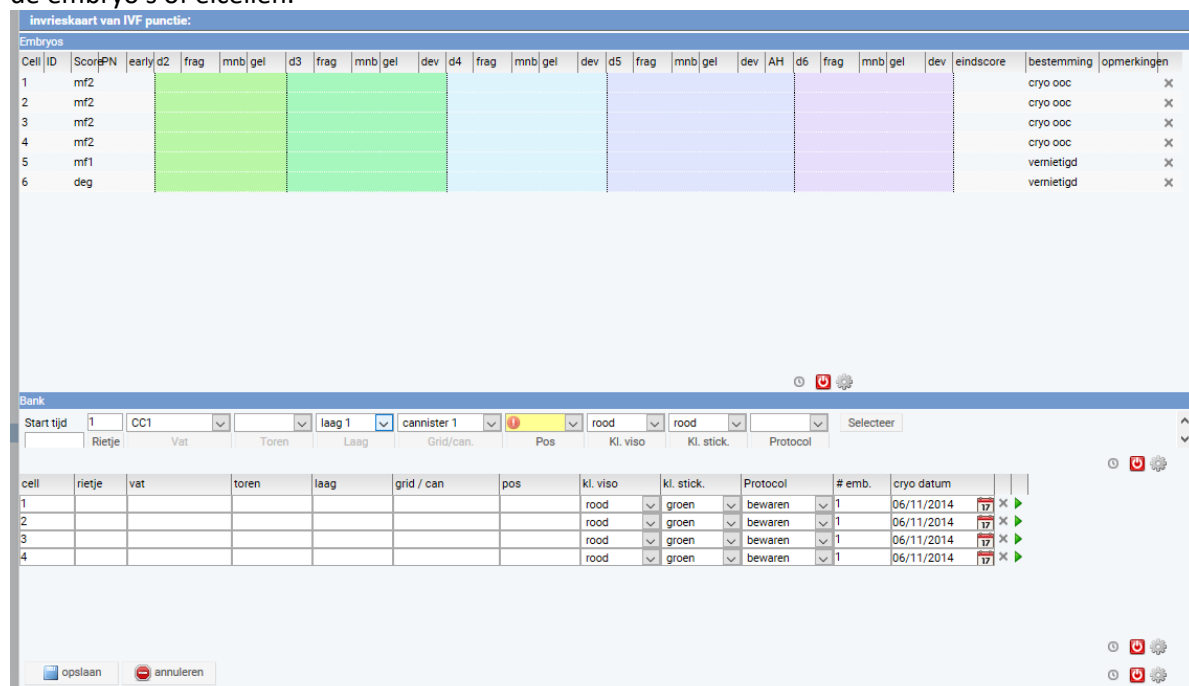 de embryo's of eicellen.
invrieskaart van IVF punctie:
Embryos
Cell ID Score PN early d2 frag mnb gel d3 frag mnb gel dev d4 frag mnb gel dev d5 frag mnb gel dev AH d6 frag mnb gel dev eindscore bestemming opmerkingen
1 mf2 cryo ooc
2 mf2 cryo ooc
3 mf2 cryo ooc
4 mf2 cryo ooc
5 mf1 vernietigd
6 deg vernietigd
Bank
Start tijd 1 CC1 laag 1 cannister 1 rood rood Selecteer
Rietje Vat Toren Laag Grid/can. Pos Kl. viso Kl. stick. Protocol
cell rietje vat toren laag grid / can pos kl. viso kl. stick. Protocol # emb. cryo datum
1 rood groen bewaren 1 06/11/2014 17
2 rood groen bewaren 1 06/11/2014 17
3 rood groen bewaren 1 06/11/2014 17
4 rood groen bewaren 1 06/11/2014 17
opslaan annuleren